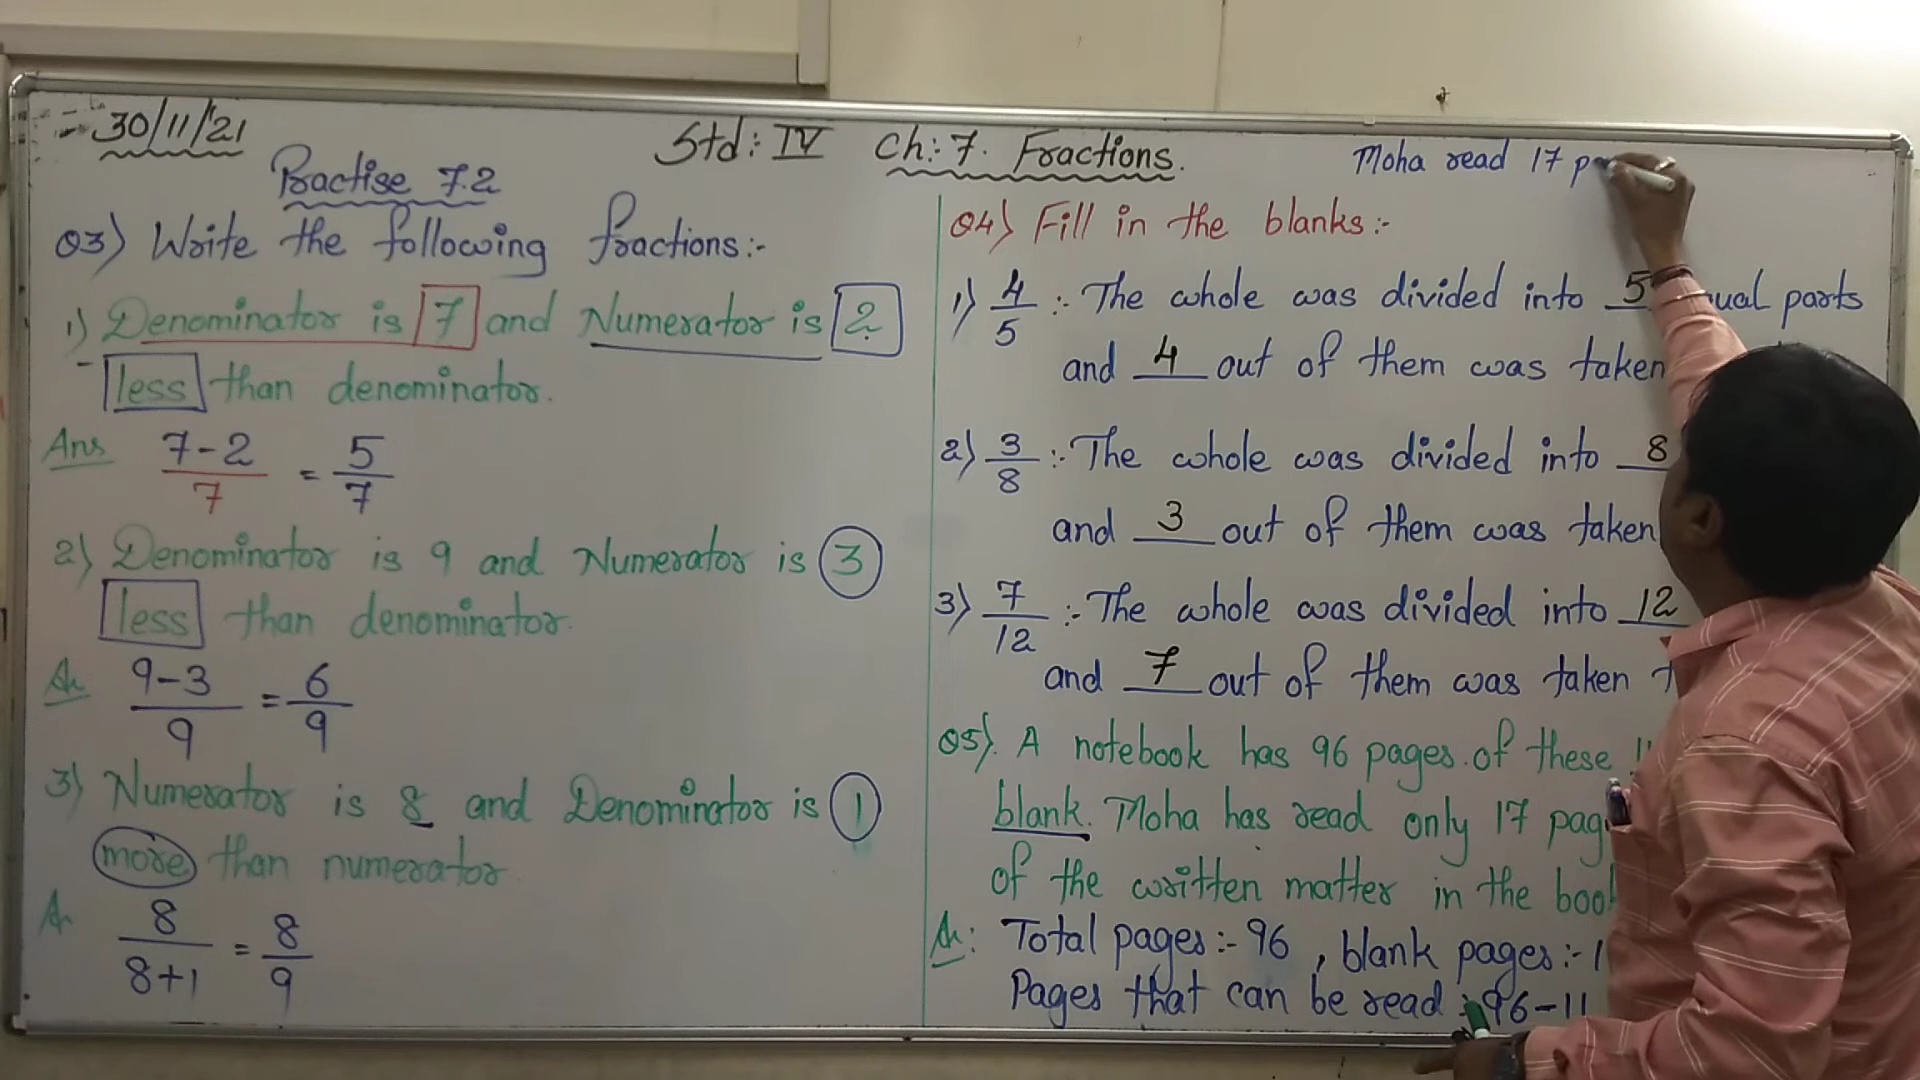 30/11/21
Std: IV Ch:7. Fractions.
Moha read 17 p
Practise 7.2
Q3) Write the following fractions:-
1) Denominator is 7 and Numerator is 2
less than denominator.
Ans 7-2/7 = 5/7
2) Denominator is 9 and Numerator is 3
less than denominator.
A 9-3/9 = 6/9
3) Numerator is 8 and Denominator is 1
more than numerator.
A 8/8+1 = 8/9
Q4) Fill in the blanks:-
1) 4/5 :- The whole was divided into 5 ual parts
and 4 out of them was taken
2) 3/8 :- The whole was divided into 8
and 3 out of them was taken
3) 7/12 :- The whole was divided into 12
and 7 out of them was taken
Q5). A notebook has 96 pages. of these
blank. Moha has read only 17 pag
of the written matter in the boo
A: Total pages:- 96 , blank pages:- 1
Pages that can be read :- 96-11